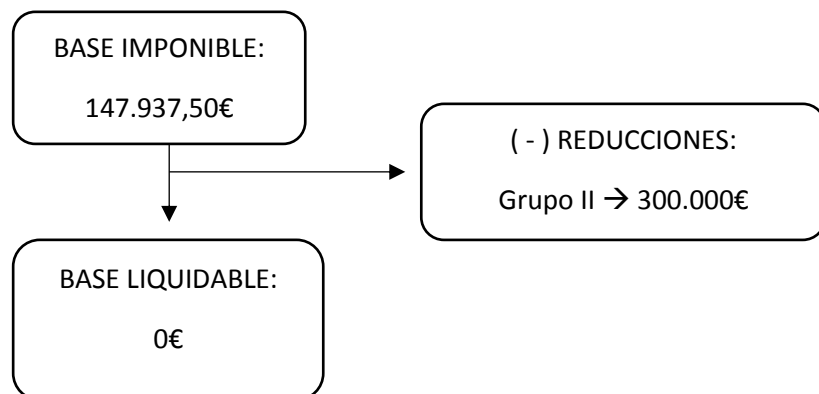 BASE IMPONIBLE:
147.937,50€
( - ) REDUCCIONES:
Grupo II → 300.000€
BASE LIQUIDABLE:
0€